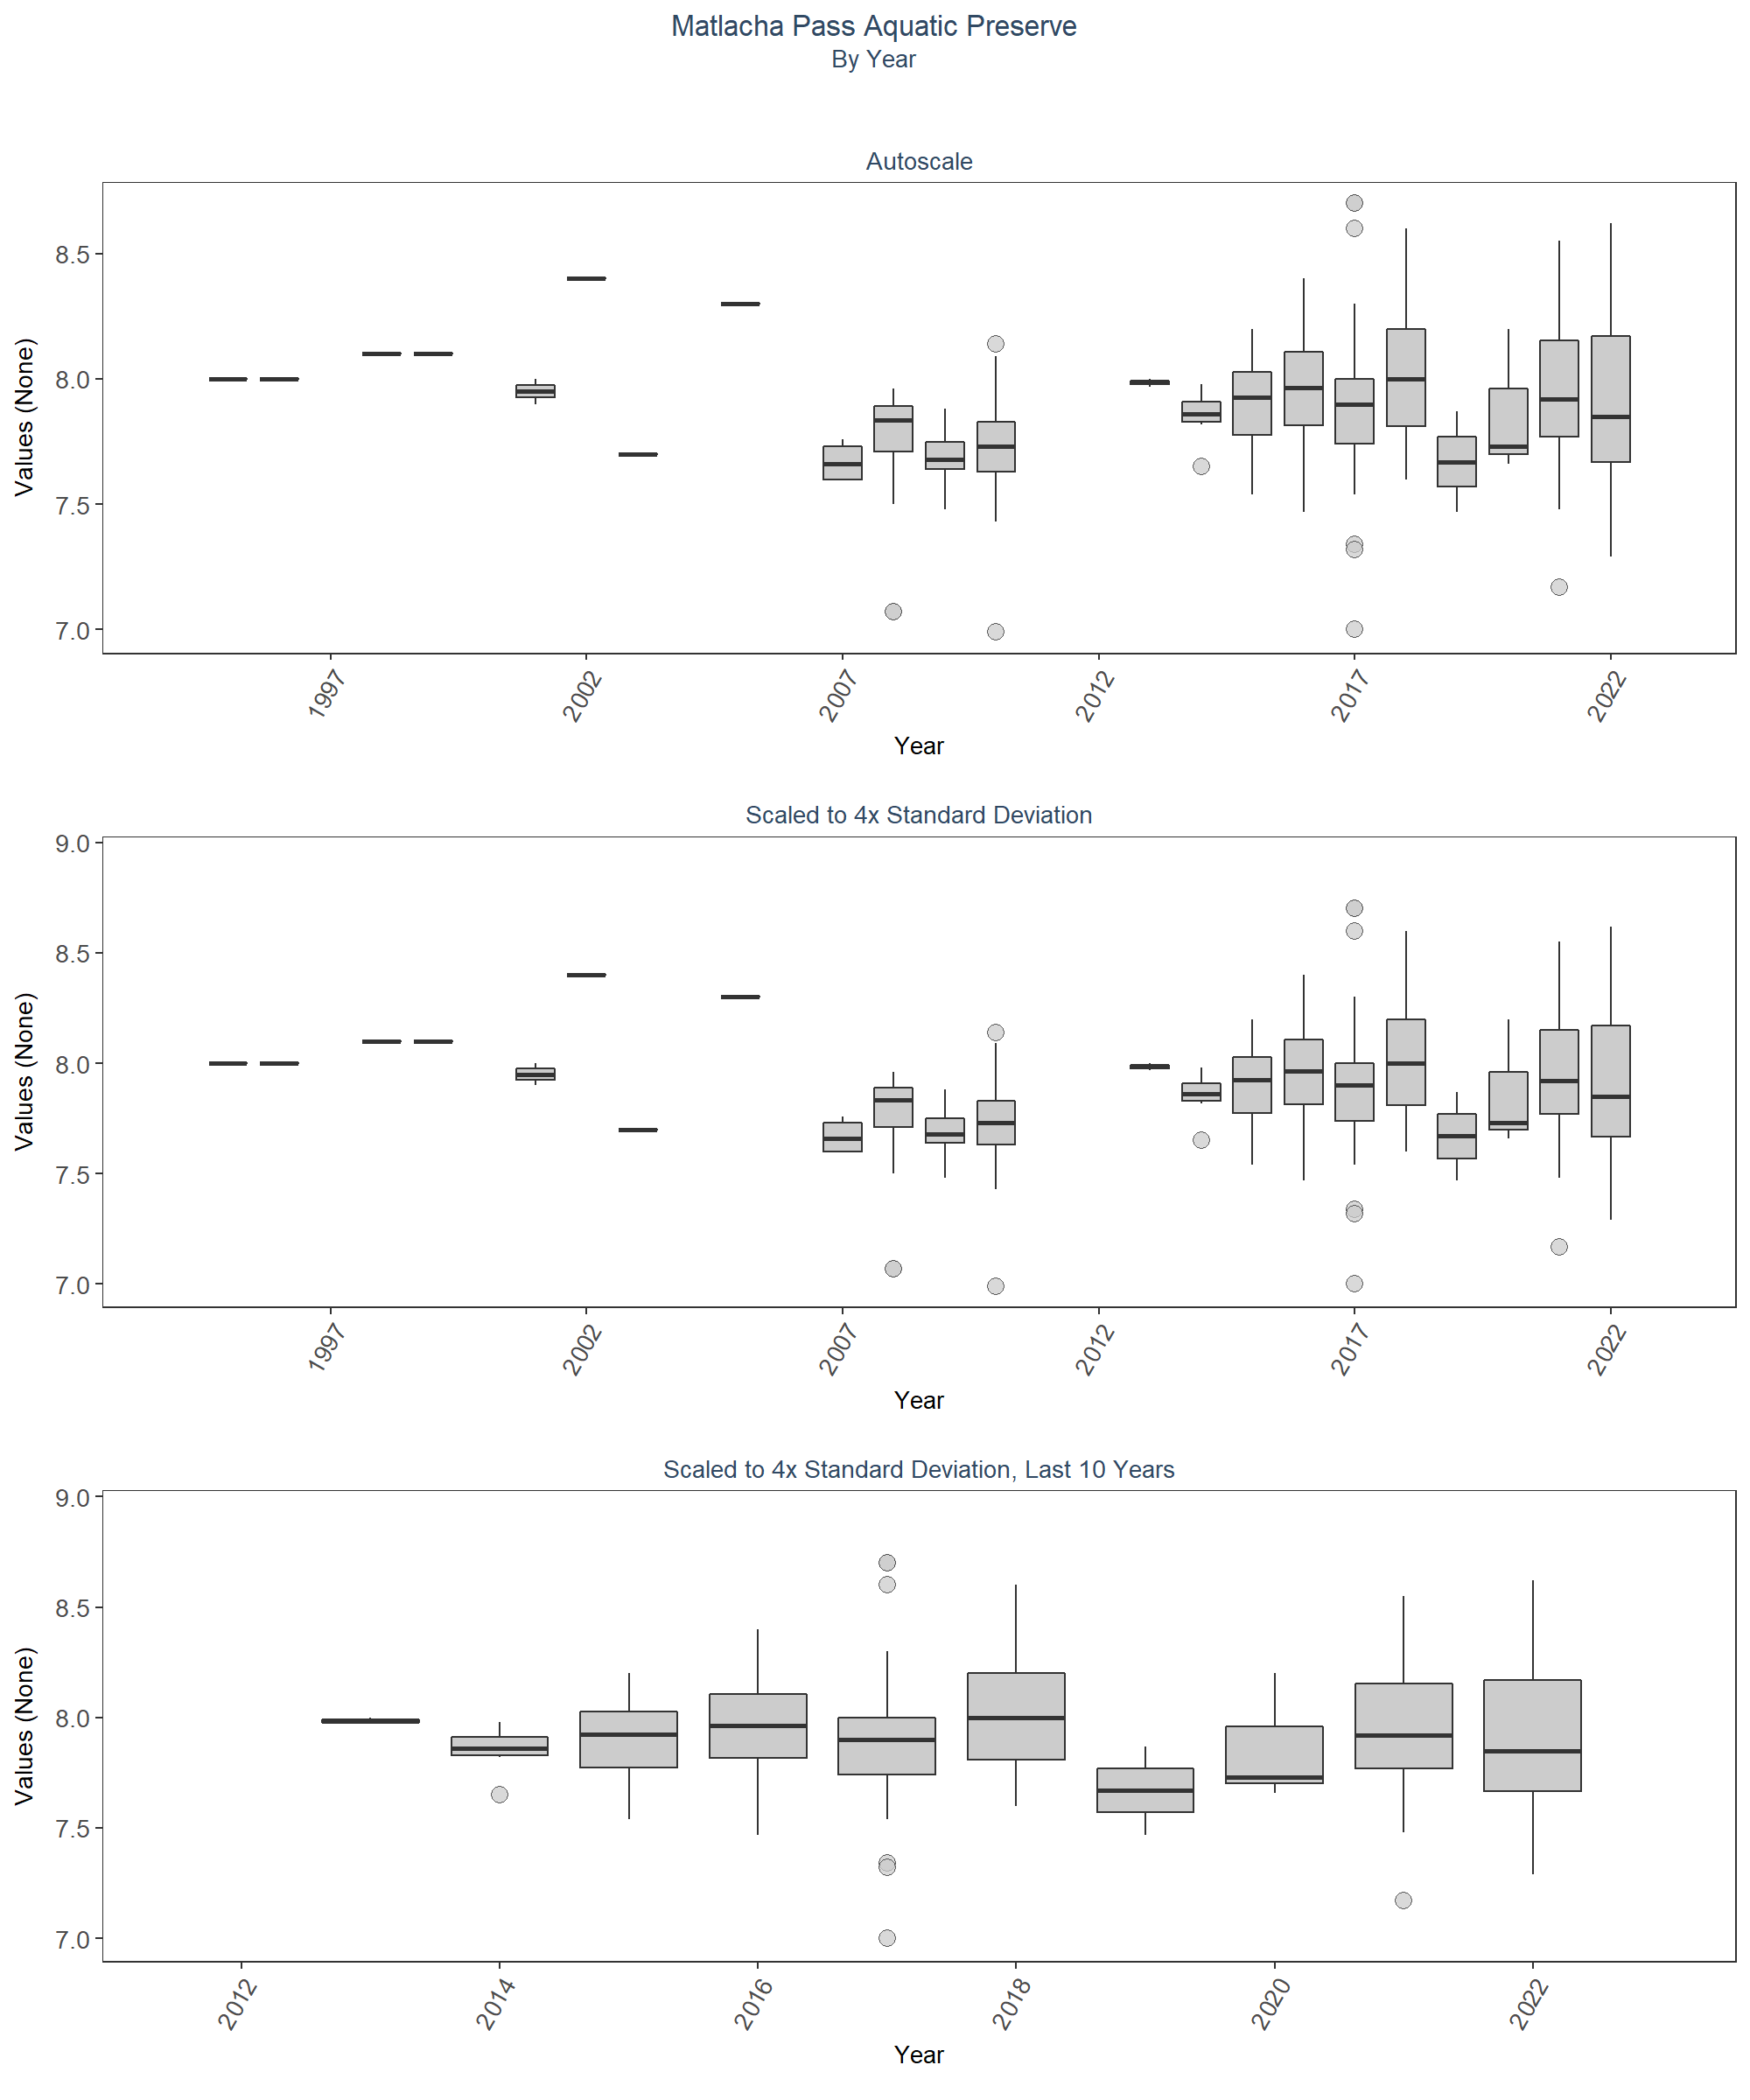 Matlacha Pass Aquatic Preserve
By Year
Autoscale
Values (None)
8.5
8.0
7.5
7.0
1997
2002
2007
2012
2017
2022
Year
Scaled to 4x Standard Deviation
Values (None)
9.0
8.5
8.0
7.5
7.0
1997
2002
2007
2012
2017
2022
Year
Scaled to 4x Standard Deviation, Last 10 Years
Values (None)
9.0
8.5
8.0
7.5
7.0
2012
2014
2016
2018
2020
2022
Year